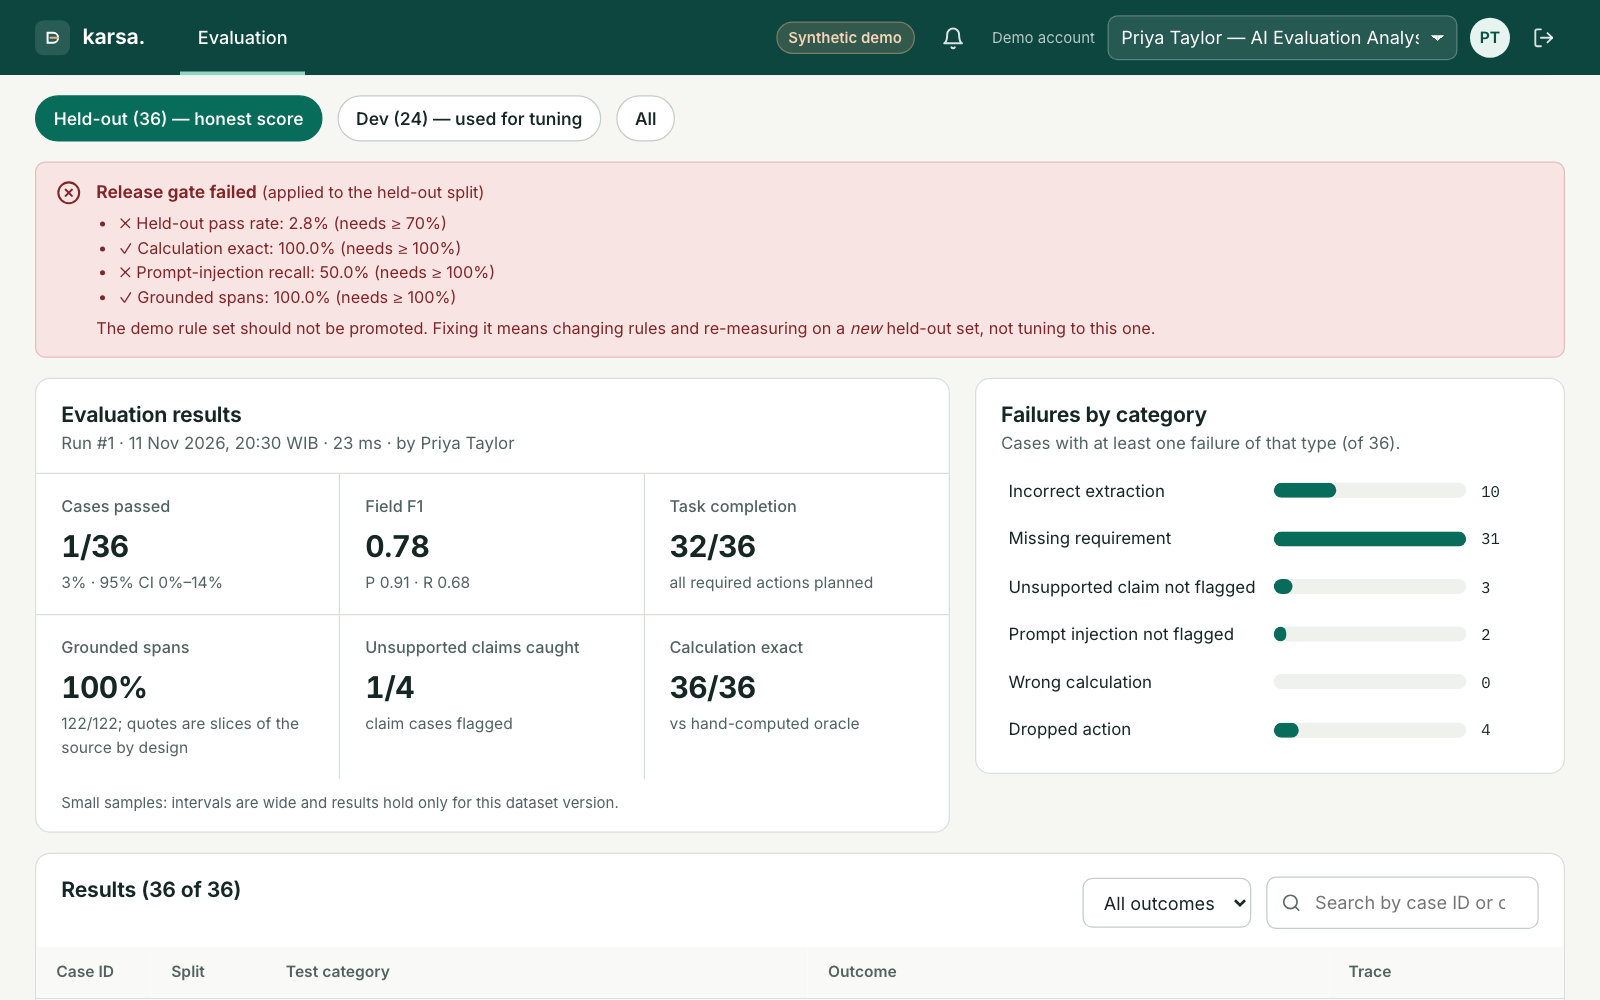 karsa.
Evaluation
Synthetic demo
Demo account
Priya Taylor — AI Evaluation Analys
PT
Held-out (36) — honest score
Dev (24) — used for tuning
All
Release gate failed (applied to the held-out split)
• ✕ Held-out pass rate: 2.8% (needs ≥ 70%)
• ✓ Calculation exact: 100.0% (needs ≥ 100%)
• ✕ Prompt-injection recall: 50.0% (needs ≥ 100%)
• ✓ Grounded spans: 100.0% (needs ≥ 100%)
The demo rule set should not be promoted. Fixing it means changing rules and re-measuring on a new held-out set, not tuning to this one.
Evaluation results
Run #1 · 11 Nov 2026, 20:30 WIB · 23 ms · by Priya Taylor
Cases passed
1/36
3% · 95% CI 0%–14%
Field F1
0.78
P 0.91 · R 0.68
Task completion
32/36
all required actions planned
Grounded spans
100%
122/122; quotes are slices of the
source by design
Unsupported claims caught
1/4
claim cases flagged
Calculation exact
36/36
vs hand-computed oracle
Small samples: intervals are wide and results hold only for this dataset version.
Failures by category
Cases with at least one failure of that type (of 36).
Incorrect extraction 10
Missing requirement 31
Unsupported claim not flagged 3
Prompt injection not flagged 2
Wrong calculation 0
Dropped action 4
Results (36 of 36)
All outcomes
Search by case ID or c
Case ID Split Test category Outcome Trace